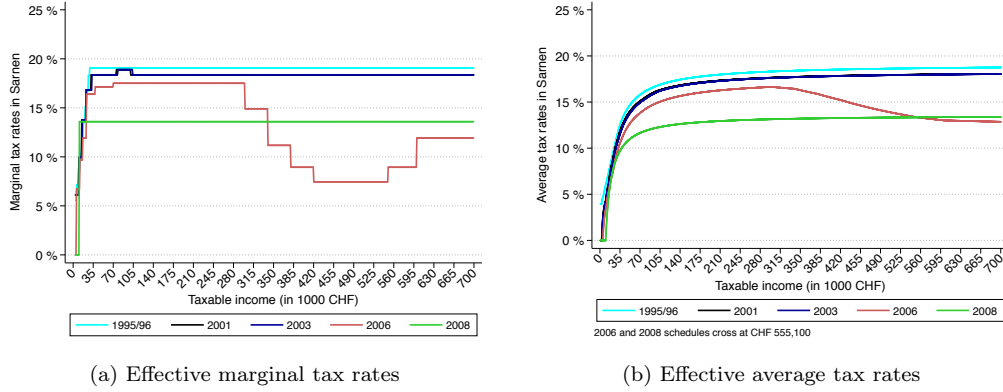 25 %
20 %
15 %
10 %
5 %
0 %
Marginal tax rates in Sarnen
0 35 70 105 140 175 210 245 280 315 350 385 420 455 490 525 560 595 630 665 700
Taxable income (in 1000 CHF)
1995/96 2001 2003 2006 2008
(a) Effective marginal tax rates
25 %
20 %
15 %
10 %
5 %
0 %
Average tax rates in Sarnen
0 35 70 105 140 175 210 245 280 315 350 385 420 455 490 525 560 595 630 665 700
Taxable income (in 1000 CHF)
1995/96 2001 2003 2006 2008
2006 and 2008 schedules cross at CHF 555,100
(b) Effective average tax rates